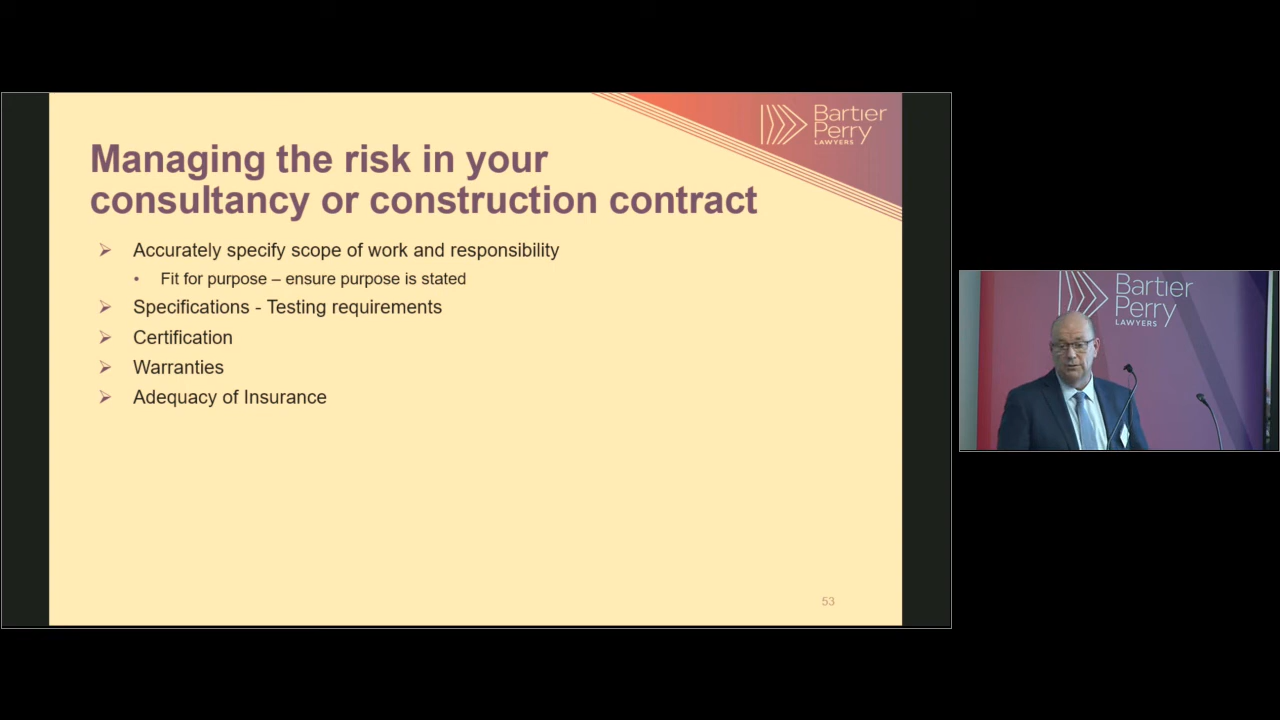 Bartier
Perry
LAWYERS
Managing the risk in your
consultancy or construction contract
Accurately specify scope of work and responsibility
Fit for purpose – ensure purpose is stated
Specifications - Testing requirements
Certification
Warranties
Adequacy of Insurance
53
Bartier
Perry
LAWYERS